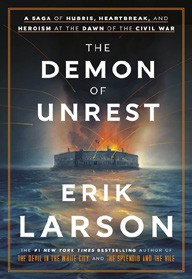 A SAGA OF HUBRIS, HEARTBREAK, AND
HEROISM AT THE DAWN OF THE CIVIL WAR
THE
DEMON
OF
UNREST
ERIK
LARSON
THE #1 NEW YORK TIMES BESTSELLING AUTHOR OF
THE DEVIL IN THE WHITE CITY AND THE SPLENDID AND THE VILE